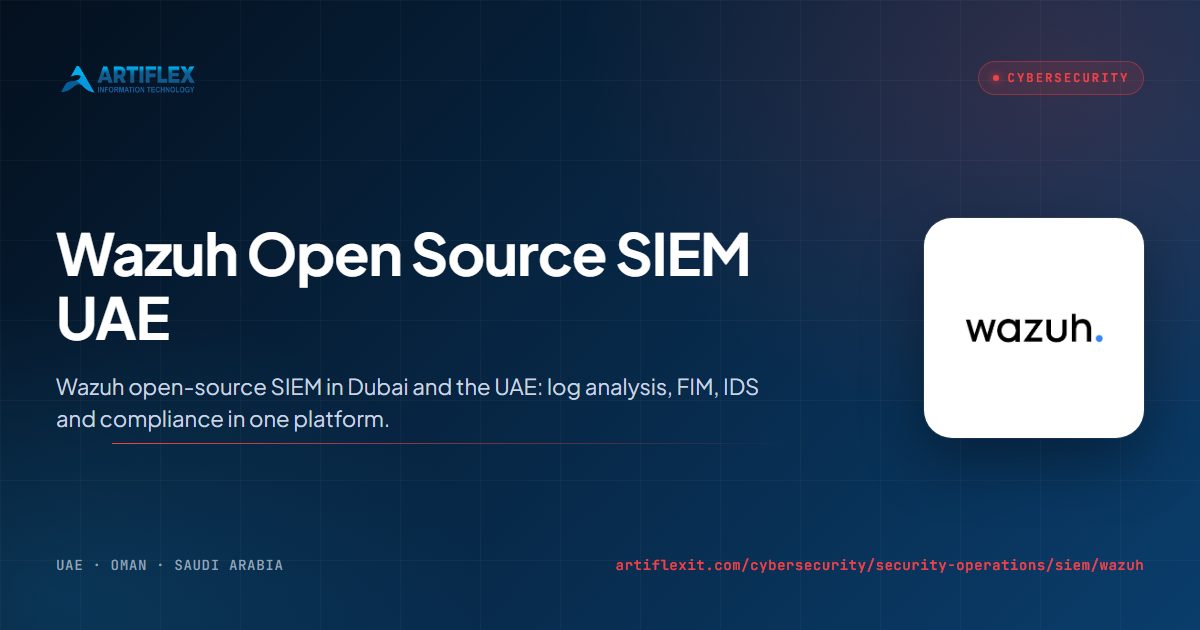 ARTIFLEX
INFORMATION TECHNOLOGY
CYBERSECURITY
Wazuh Open Source SIEM
UAE
Wazuh open-source SIEM in Dubai and the UAE: log analysis, FIM, IDS
and compliance in one platform.
wazuh.
UAE · OMAN · SAUDI ARABIA
artiflexit.com/cybersecurity/security-operations/siem/wazuh